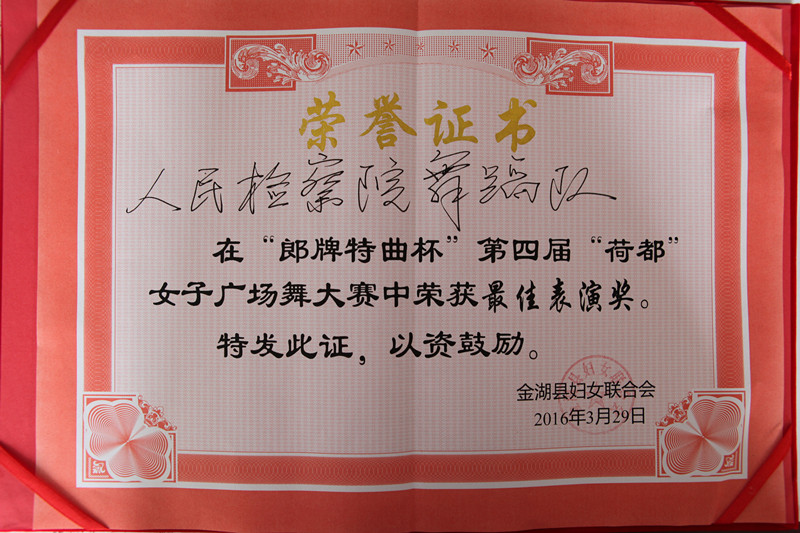 荣誉证书
人民检察院舞蹈队
在“郎牌特曲杯”第四届“荷都”
女子广场舞大赛中荣获最佳表演奖。
特发此证，以资鼓励。
金湖县妇女联合会
2016年3月29日